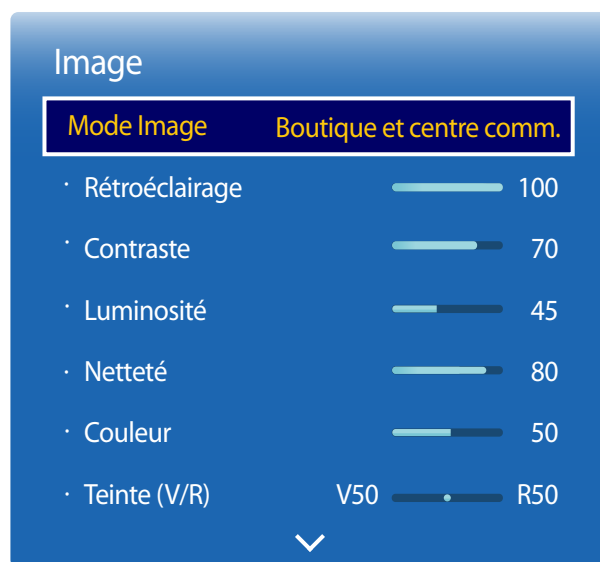 Image
Mode Image Boutique et centre comm.
· Rétroéclairage 100
· Contraste 70
· Luminosité 45
· Netteté 80
· Couleur 50
· Teinte (V/R) V50 R50